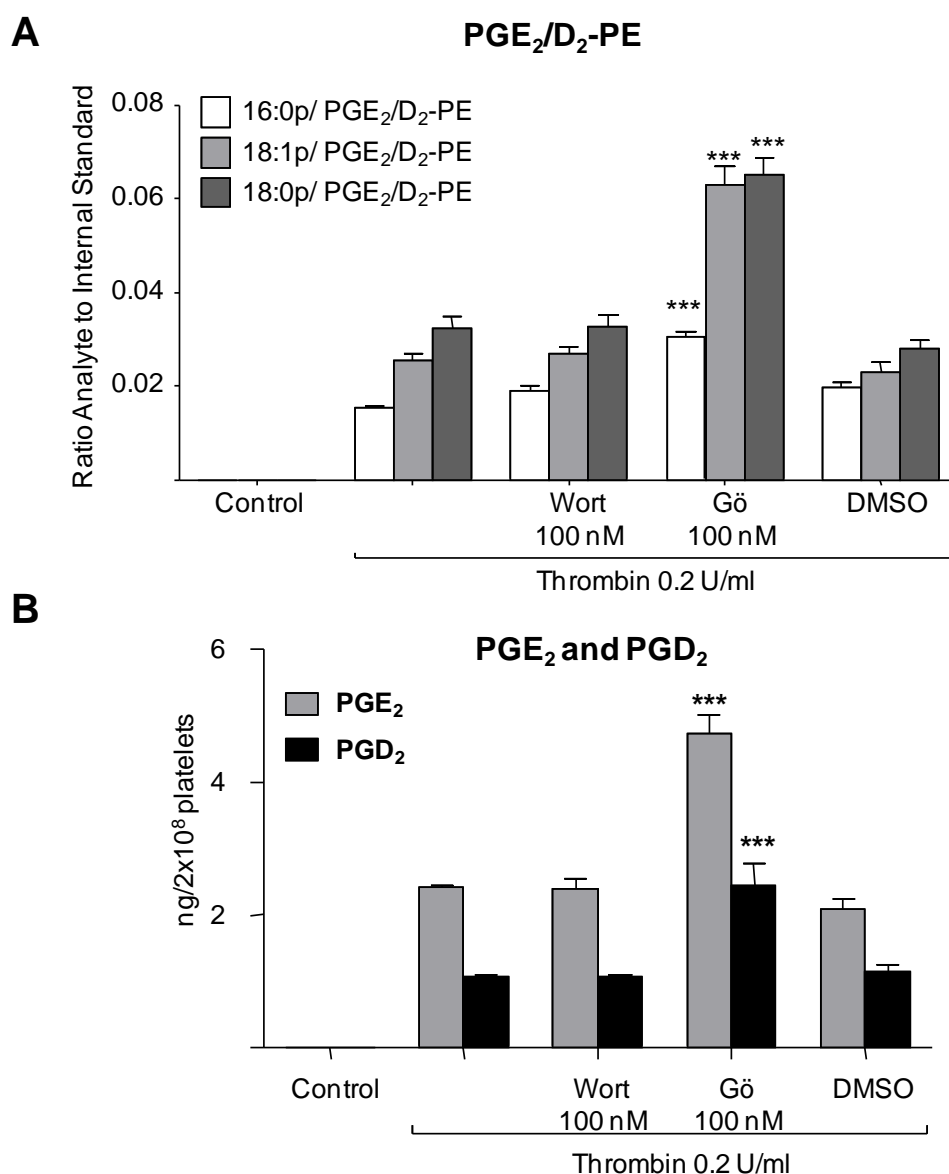 A
PGE₂/D₂-PE
Ratio Analyte to Internal Standard
0.08
0.06
0.04
0.02
16:0p/ PGE₂/D₂-PE
18:1p/ PGE₂/D₂-PE
18:0p/ PGE₂/D₂-PE
*** *** ***
Control Wort Gö DMSO
100 nM 100 nM
Thrombin 0.2 U/ml
B
PGE₂ and PGD₂
ng/2x10⁸ platelets
6
4
2
PGE₂
PGD₂
***
***
Control Wort Gö DMSO
100 nM 100 nM
Thrombin 0.2 U/ml